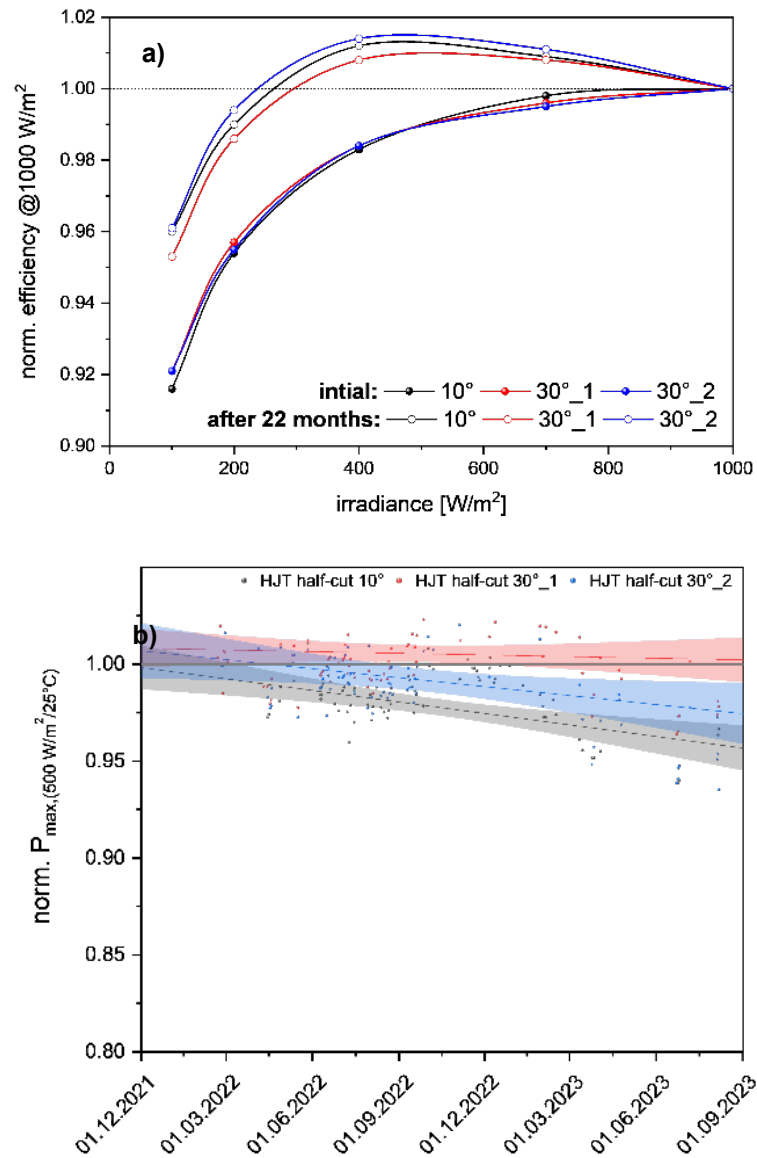 a)
norm. efficiency @1000 W/m²
1.02
1.00
0.98
0.96
0.94
0.92
0.90
intial: 10° 30°_1 30°_2
after 22 months: 10° 30°_1 30°_2
0 200 400 600 800 1000
irradiance [W/m²]
HJT half-cut 10° HJT half-cut 30°_1 HJT half-cut 30°_2
b)
norm. Pmax,(500 W/m²/25°C)
1.00
0.95
0.90
0.85
0.80
01.12.2021 01.03.2022 01.06.2022 01.09.2022 01.12.2022 01.03.2023 01.06.2023 01.09.2023